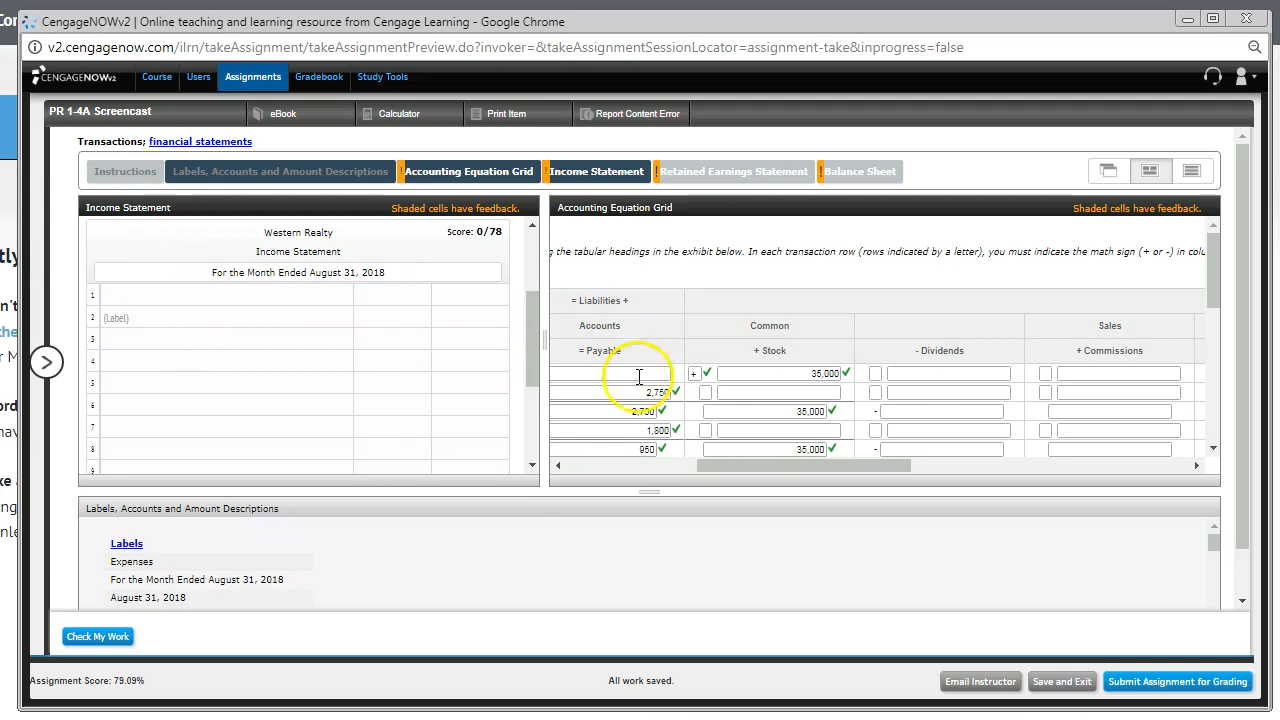 CengageNOWv2 | Online teaching and learning resource from Cengage Learning - Google Chrome
v2.cengagenow.com/ilrn/takeAssignment/takeAssignmentPreview.do?invoker=&takeAssignmentSessionLocator=assignment-take&inprogress=false
CENGAGENOWv2 Course Users Assignments Gradebook Study Tools
PR 1-4A Screencast eBook Calculator Print Item Report Content Error
Transactions; financial statements
Instructions Labels, Accounts and Amount Descriptions ! Accounting Equation Grid ! Income Statement ! Retained Earnings Statement ! Balance Sheet
Income Statement Shaded cells have feedback.
Western Realty Score: 0/78
Income Statement
For the Month Ended August 31, 2018
1
2 (Label)
3
4
5
6
7
8
9
Accounting Equation Grid Shaded cells have feedback.
g the tabular headings in the exhibit below. In each transaction row (rows indicated by a letter), you must indicate the math sign (+ or -) in colu
= Liabilities +
Accounts Common Sales
= Payable + Stock - Dividends + Commissions
+ 35,000
2,750
2,750 35,000 -
1,800
950 35,000 -
Labels, Accounts and Amount Descriptions
Labels
Expenses
For the Month Ended August 31, 2018
August 31, 2018
Check My Work
Assignment Score: 79.09% All work saved. Email Instructor Save and Exit Submit Assignment for Grading